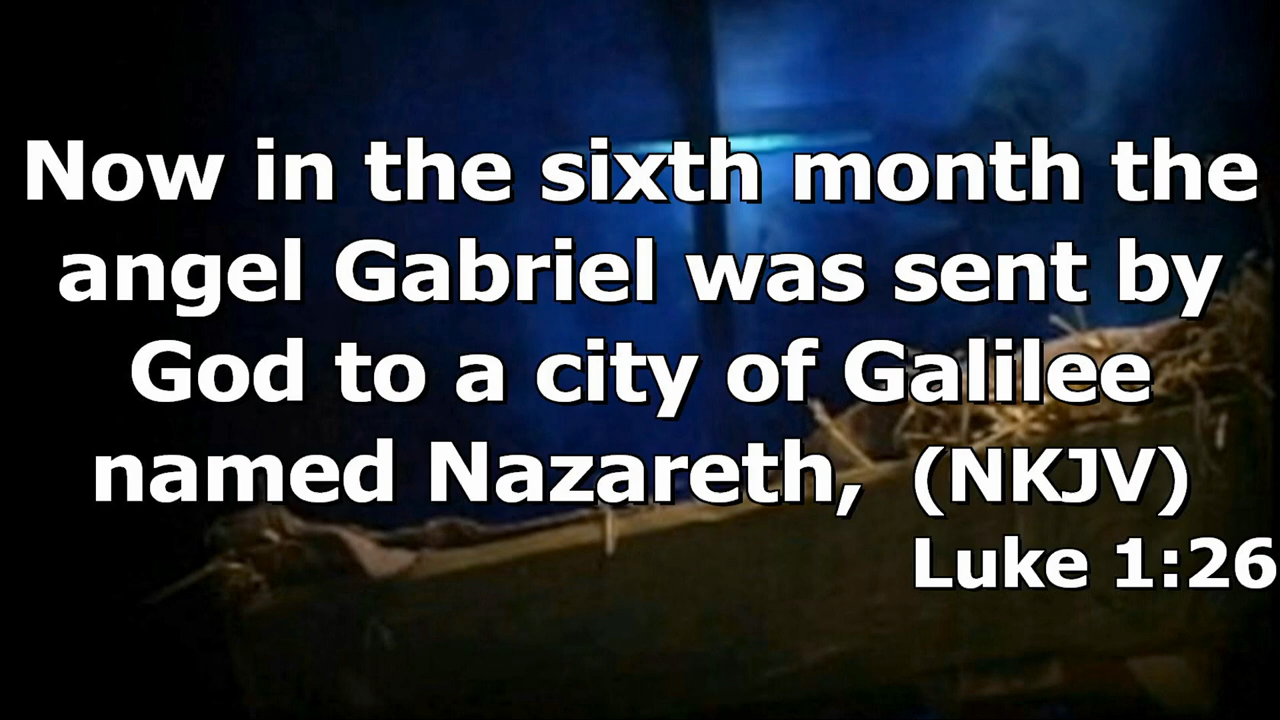 Now in the sixth month the
angel Gabriel was sent by
God to a city of Galilee
named Nazareth, (NKJV)
Luke 1:26